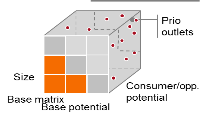 Prio
outlets
Size
Consumer/opp.
potential
Base matrix
Base potential